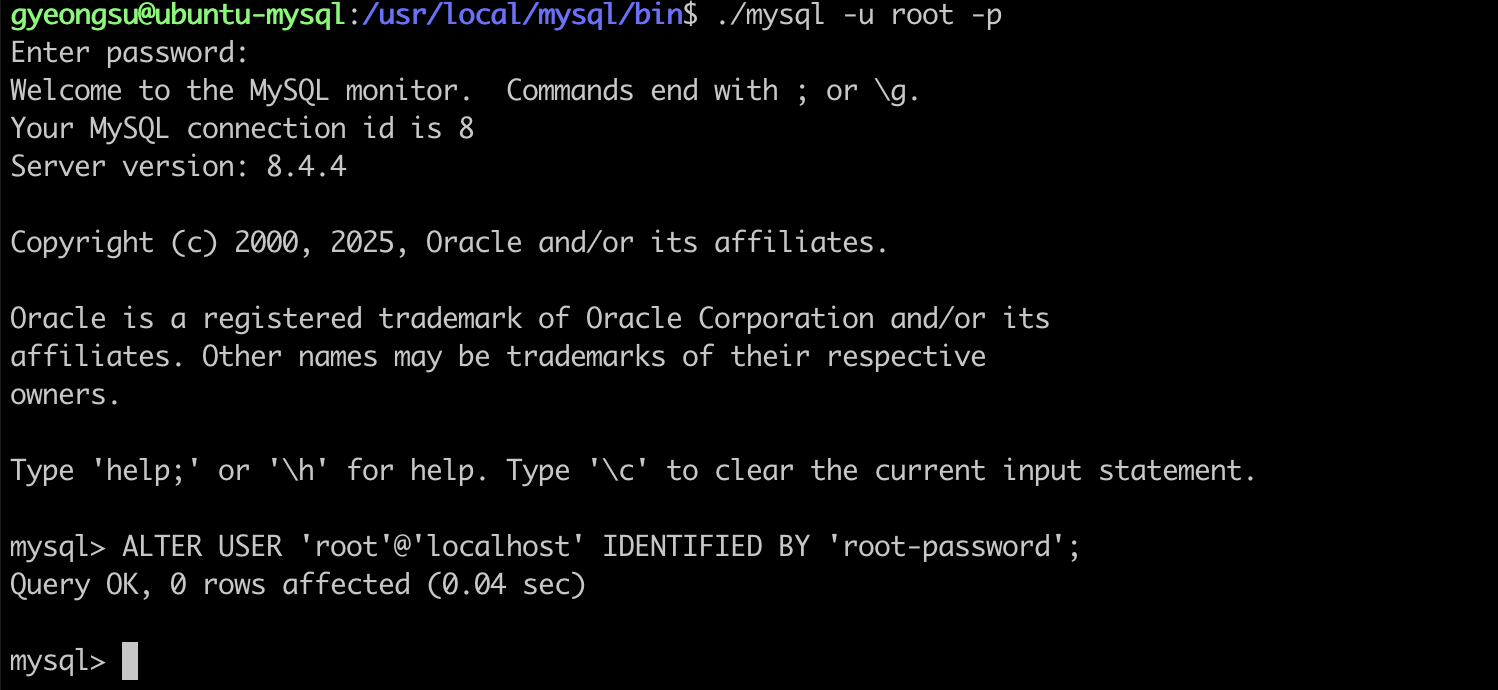 gyeongsu@ubuntu-mysql:/usr/local/mysql/bin$ ./mysql -u root -p
Enter password:
Welcome to the MySQL monitor.  Commands end with ; or \g.
Your MySQL connection id is 8
Server version: 8.4.4
Copyright (c) 2000, 2025, Oracle and/or its affiliates.
Oracle is a registered trademark of Oracle Corporation and/or its
affiliates. Other names may be trademarks of their respective
owners.
Type 'help;' or '\h' for help. Type '\c' to clear the current input statement.
mysql> ALTER USER 'root'@'localhost' IDENTIFIED BY 'root-password';
Query OK, 0 rows affected (0.04 sec)
mysql>